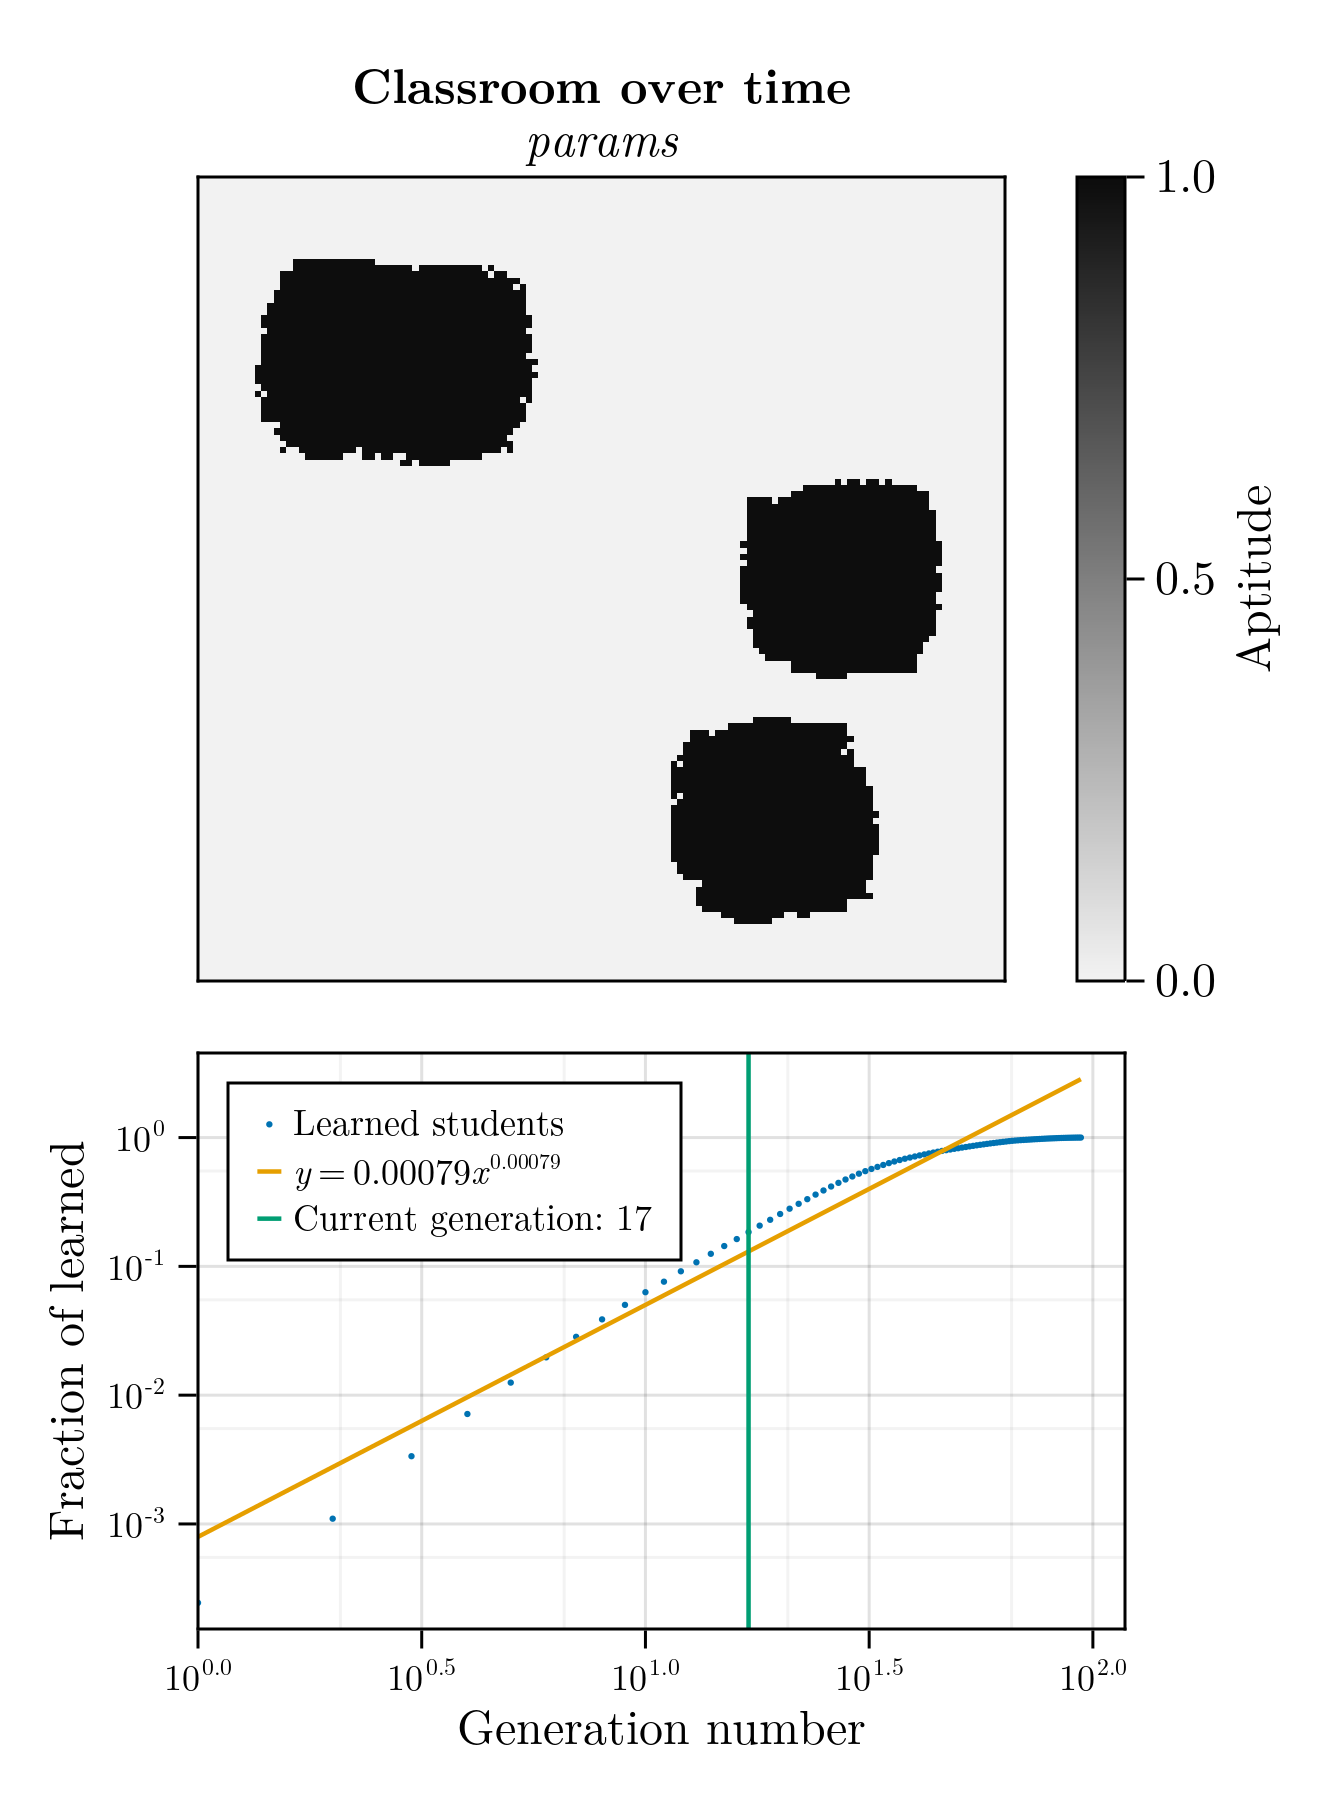 Classroom over time
params
1.0
0.5
0.0
Aptitude
Learned students
y = 0.00079x^0.00079
Current generation: 17
10^0
10^-1
10^-2
10^-3
Fraction of learned
10^0.0 10^0.5 10^1.0 10^1.5 10^2.0
Generation number